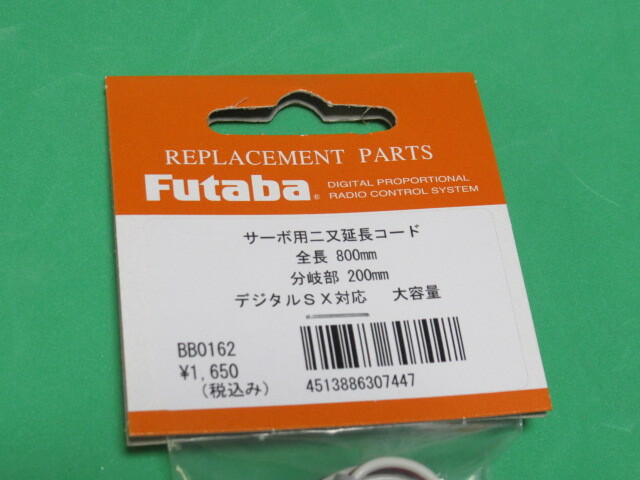 REPLACEMENT PARTS
Futaba® DIGITAL PROPORTIONAL
RADIO CONTROL SYSTEM
サーボ用二又延長コード
全長 800mm
分岐部 200mm
デジタルSX対応 大容量
BB0162
¥1,650
(税込み)
4513886307447